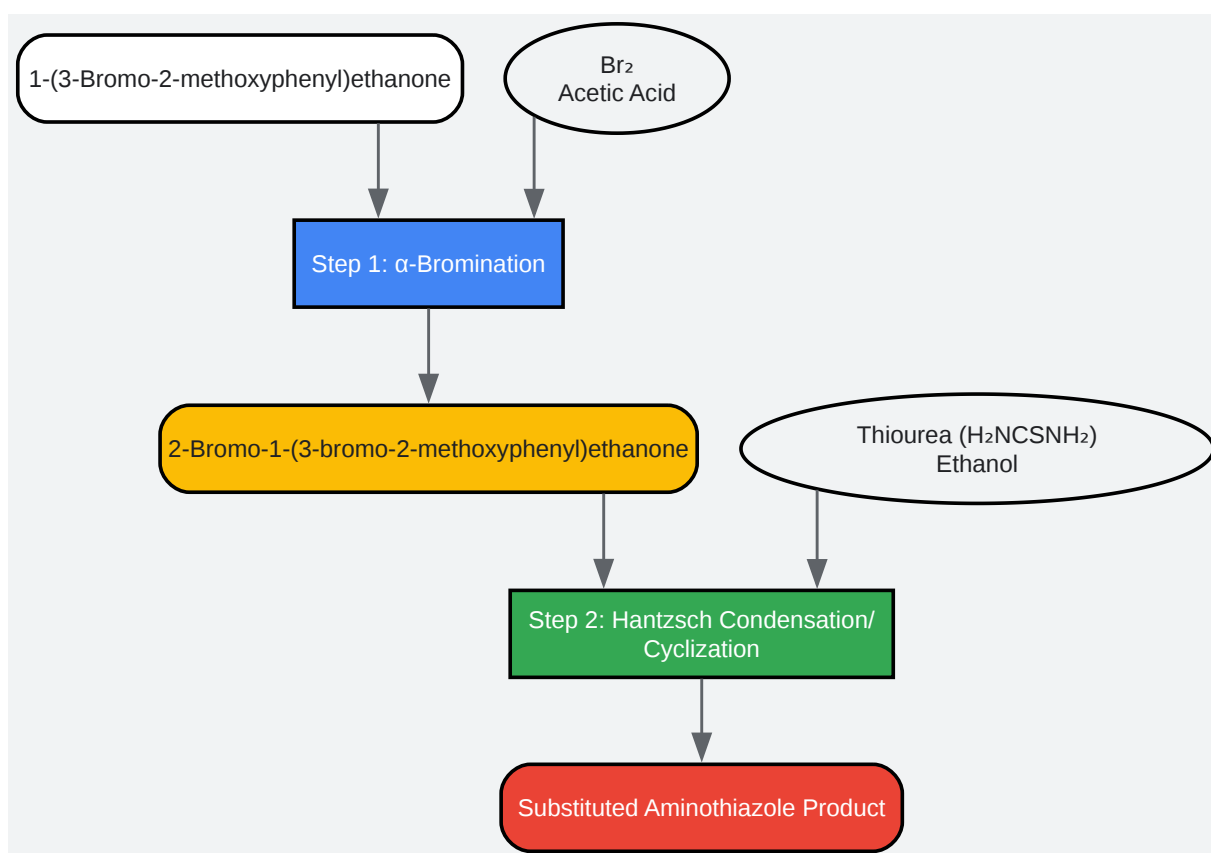 1-(3-Bromo-2-methoxyphenyl)ethanone
Br₂
Acetic Acid
Step 1: α-Bromination
2-Bromo-1-(3-bromo-2-methoxyphenyl)ethanone
Thiourea (H₂NCSNH₂)
Ethanol
Step 2: Hantzsch Condensation/
Cyclization
Substituted Aminothiazole Product